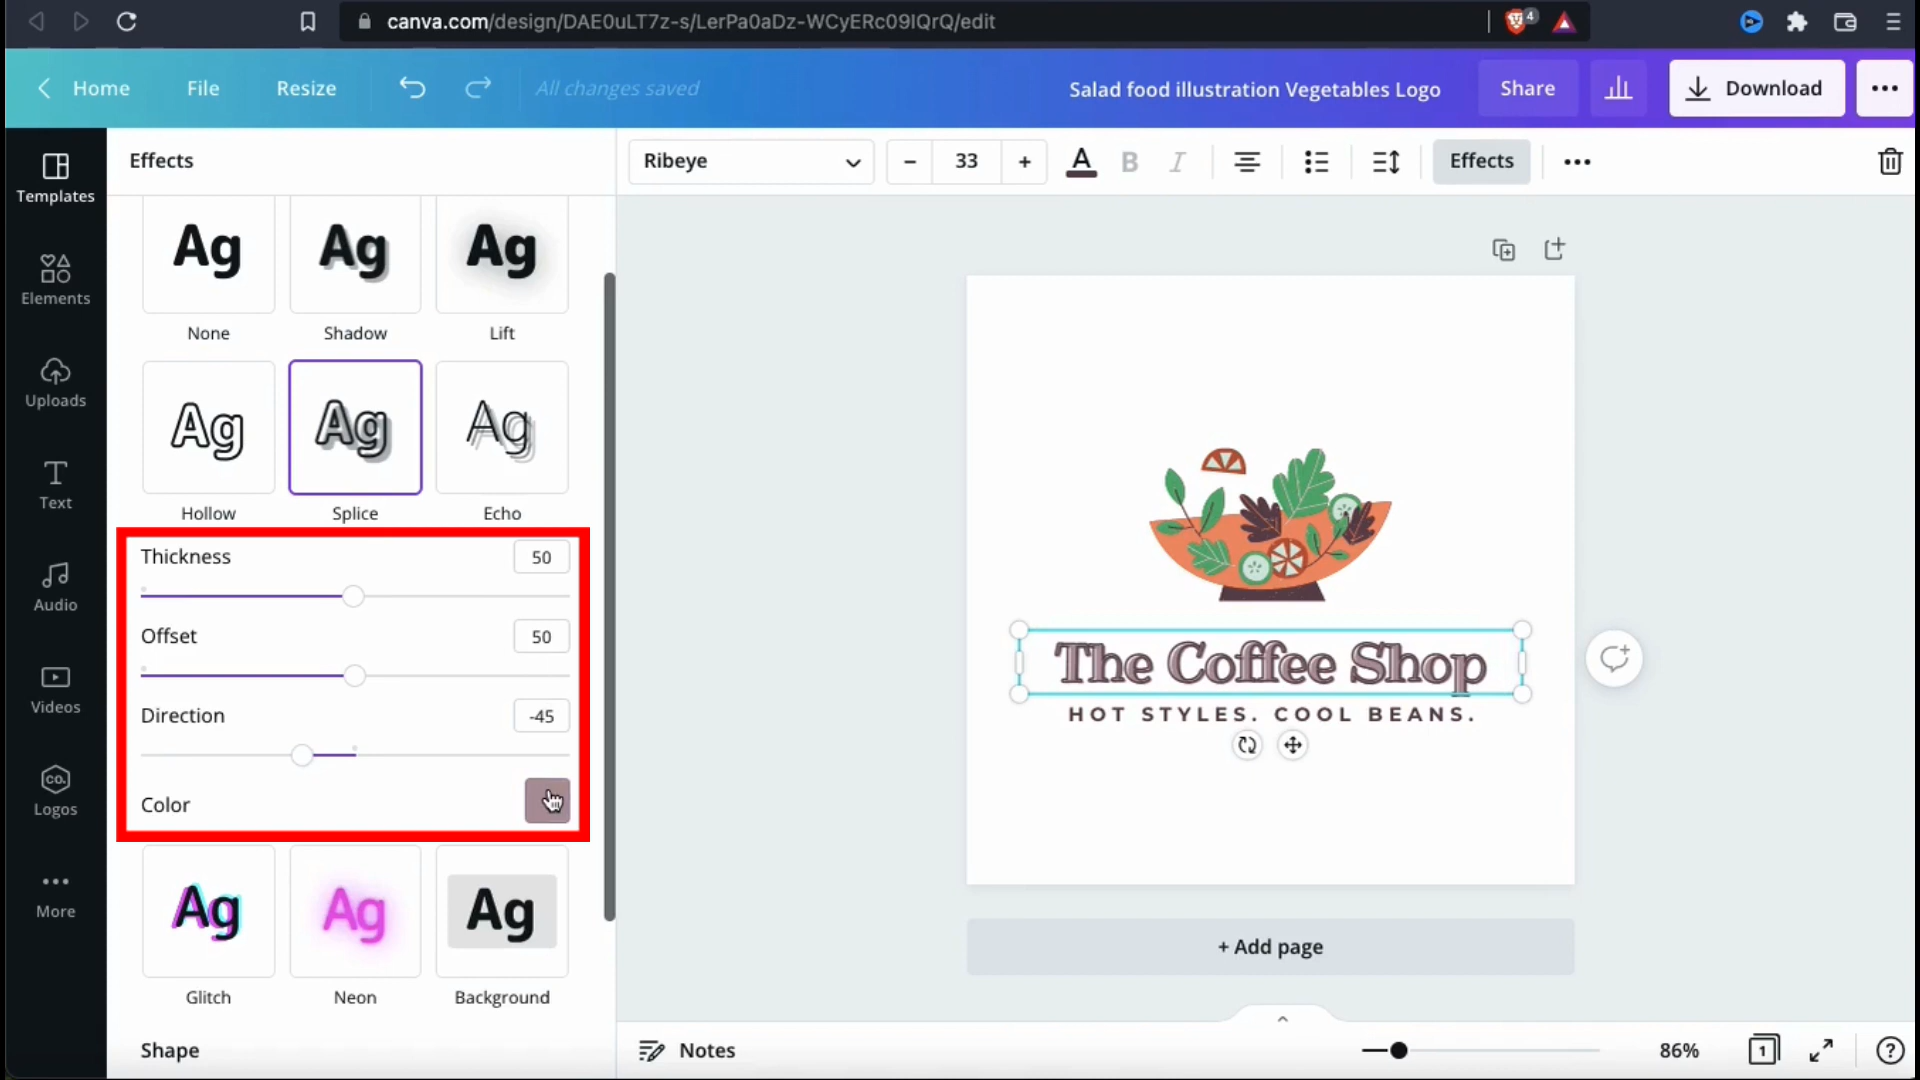 canva.com/design/DAE0uLT7z-s/LerPa0aDz-WCyERc09IQrQ/edit
4
Home
File
Resize
All changes saved
Salad food illustration Vegetables Logo
Share
Download
Templates
Elements
Uploads
Text
Audio
Videos
CO.
Logos
More
Effects
Ag
Ag
Ag
None
Shadow
Lift
Ag
Ag
Ag
Hollow
Splice
Echo
Thickness
50
Offset
50
Direction
-45
Color
Ag
Ag
Ag
Glitch
Neon
Background
Shape
Ribeye
33
A
B
I
Effects
The Coffee Shop
HOT STYLES. COOL BEANS.
+ Add page
Notes
86%
1
?